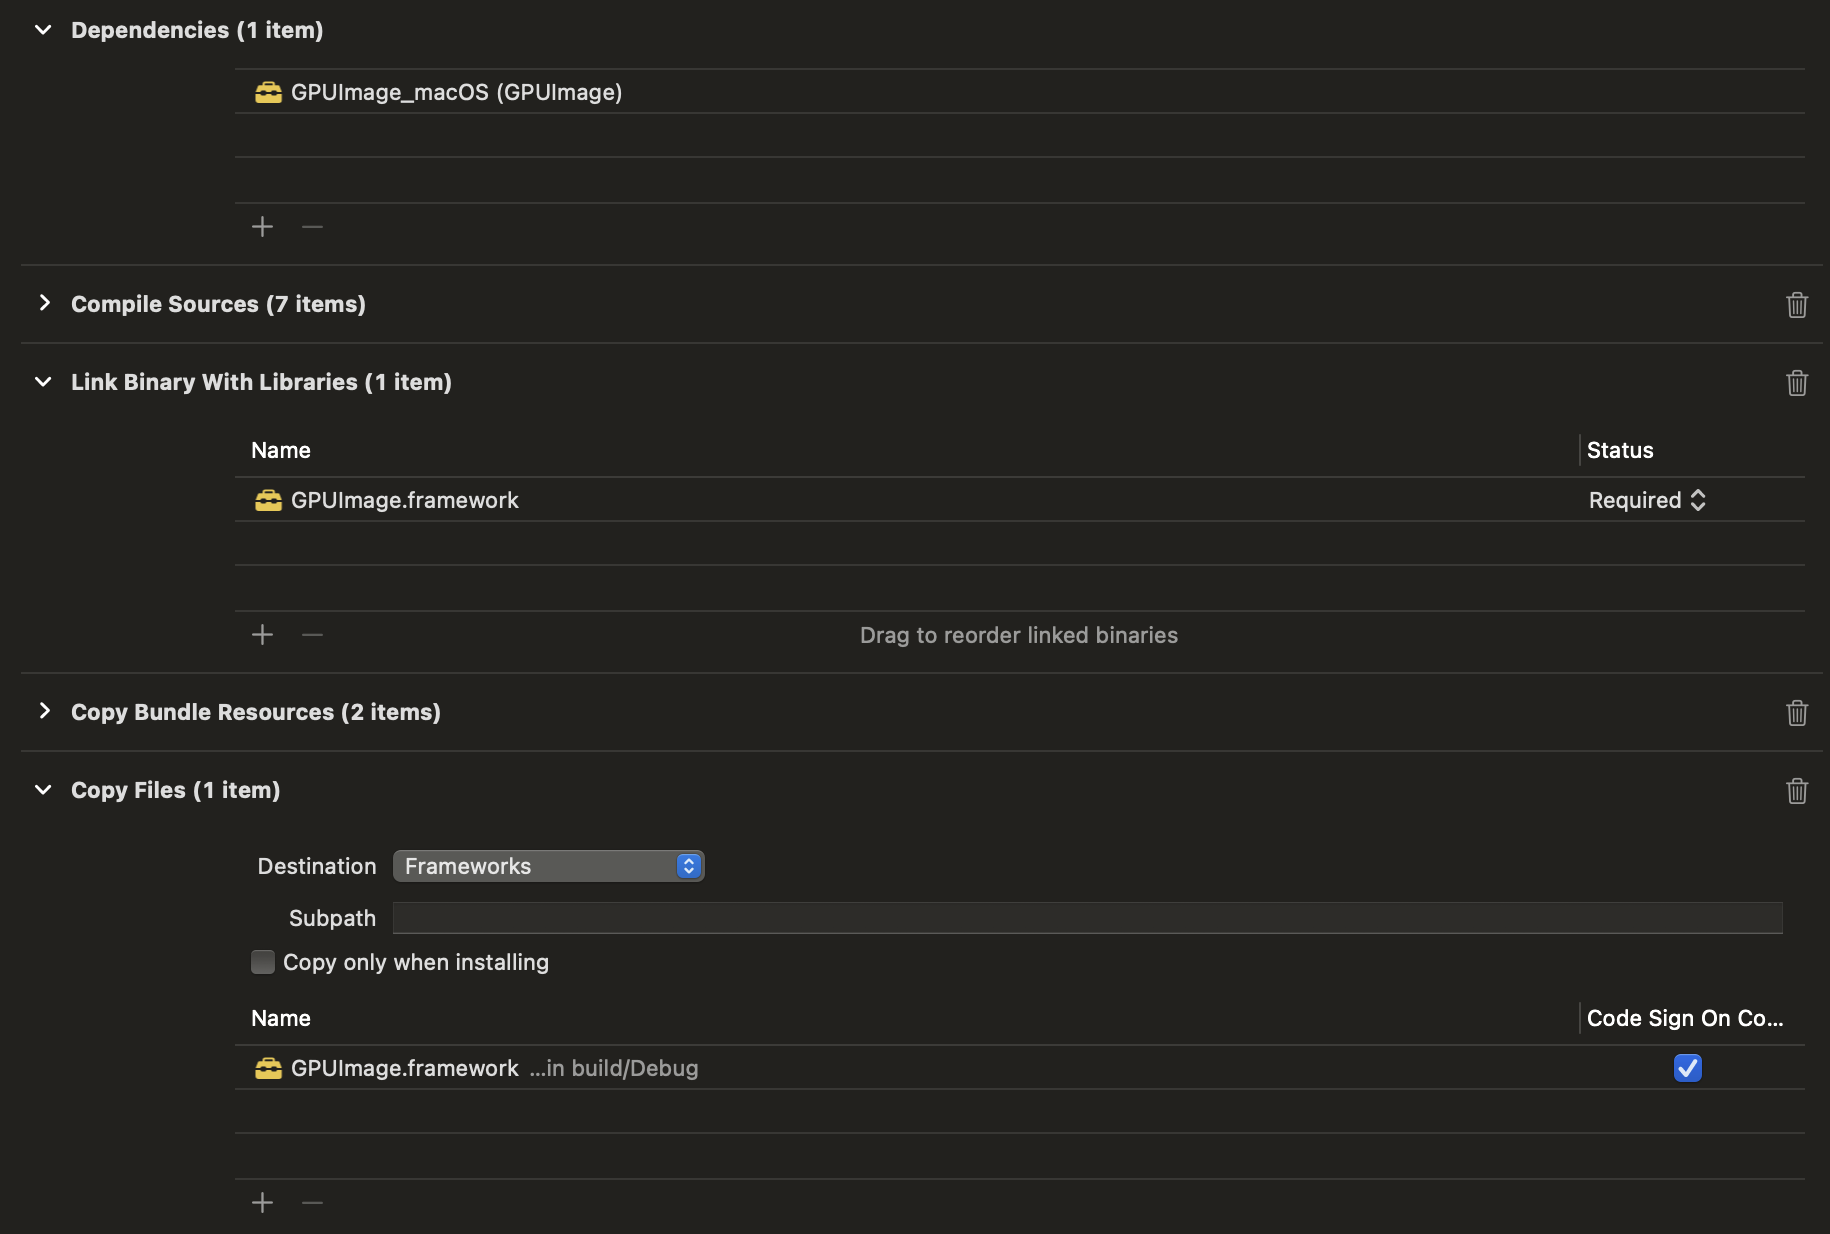 Dependencies (1 item)
GPUImage_macOS (GPUImage)
Compile Sources (7 items)
Link Binary With Libraries (1 item)
Name Status
GPUImage.framework Required
Drag to reorder linked binaries
Copy Bundle Resources (2 items)
Copy Files (1 item)
Destination Frameworks
Subpath
Copy only when installing
Name Code Sign On Co...
GPUImage.framework ...in build/Debug